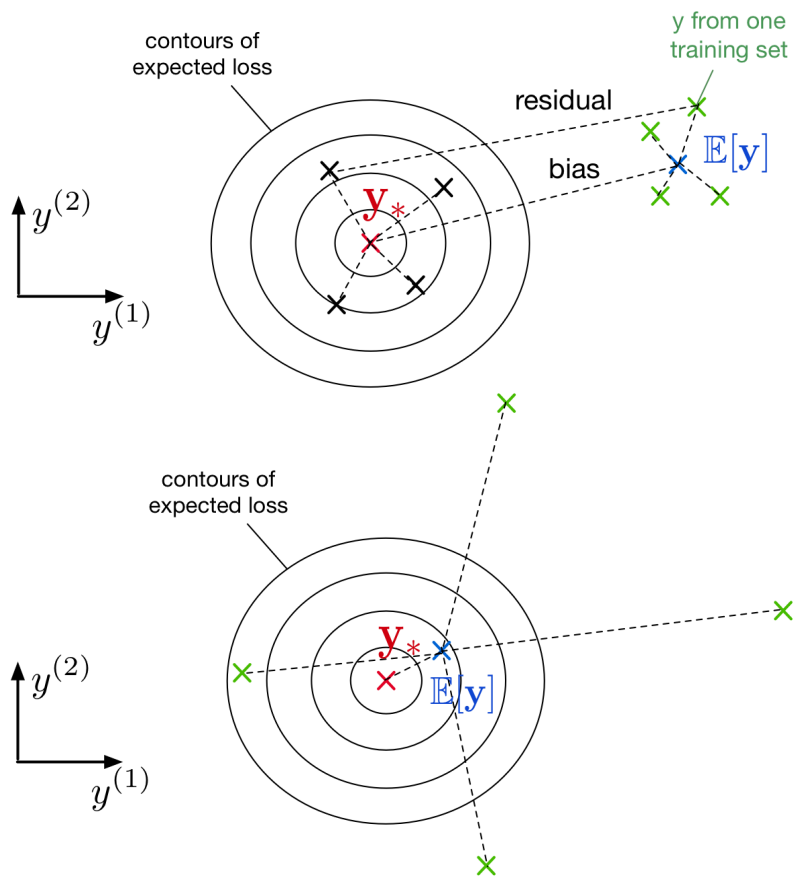 y from one
training set
contours of
expected loss
residual
𝔼[y]
bias
y(2)
y*
y(1)
contours of
expected loss
y*
y(2)
𝔼[y]
y(1)